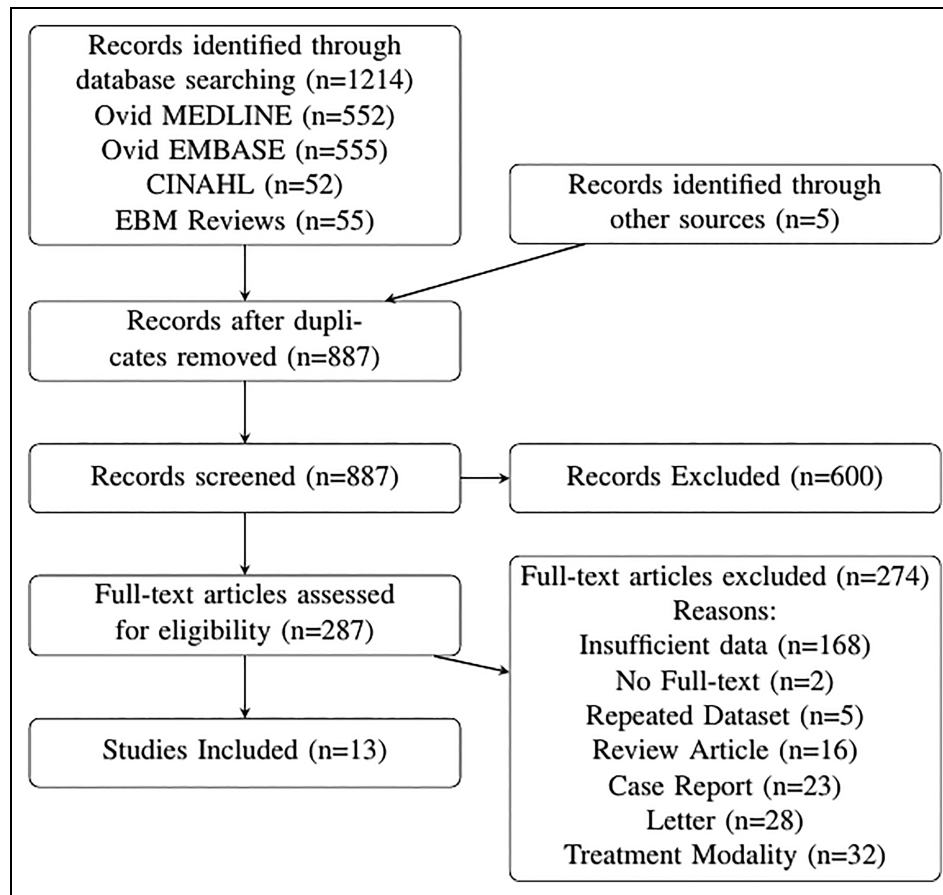 Records identified through
database searching (n=1214)
Ovid MEDLINE (n=552)
Ovid EMBASE (n=555)
CINAHL (n=52)
EBM Reviews (n=55)
Records identified through
other sources (n=5)
Records after dupli-
cates removed (n=887)
Records screened (n=887)
Records Excluded (n=600)
Full-text articles assessed
for eligibility (n=287)
Full-text articles excluded (n=274)
Reasons:
Insufficient data (n=168)
No Full-text (n=2)
Repeated Dataset (n=5)
Review Article (n=16)
Case Report (n=23)
Letter (n=28)
Treatment Modality (n=32)
Studies Included (n=13)